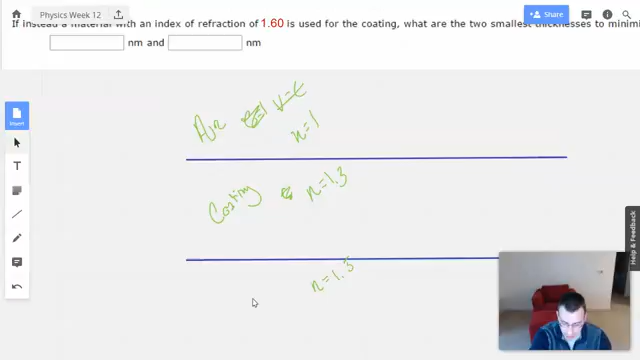 Physics Week 12
Share
If instead a material with an index of refraction of 1.60 is used for the coating, what are the two smallest thicknesses to minimi
nm and nm
Insert
T
Air v=c
n=1
Coating n=1.3
n=1.5
Help & Feedback